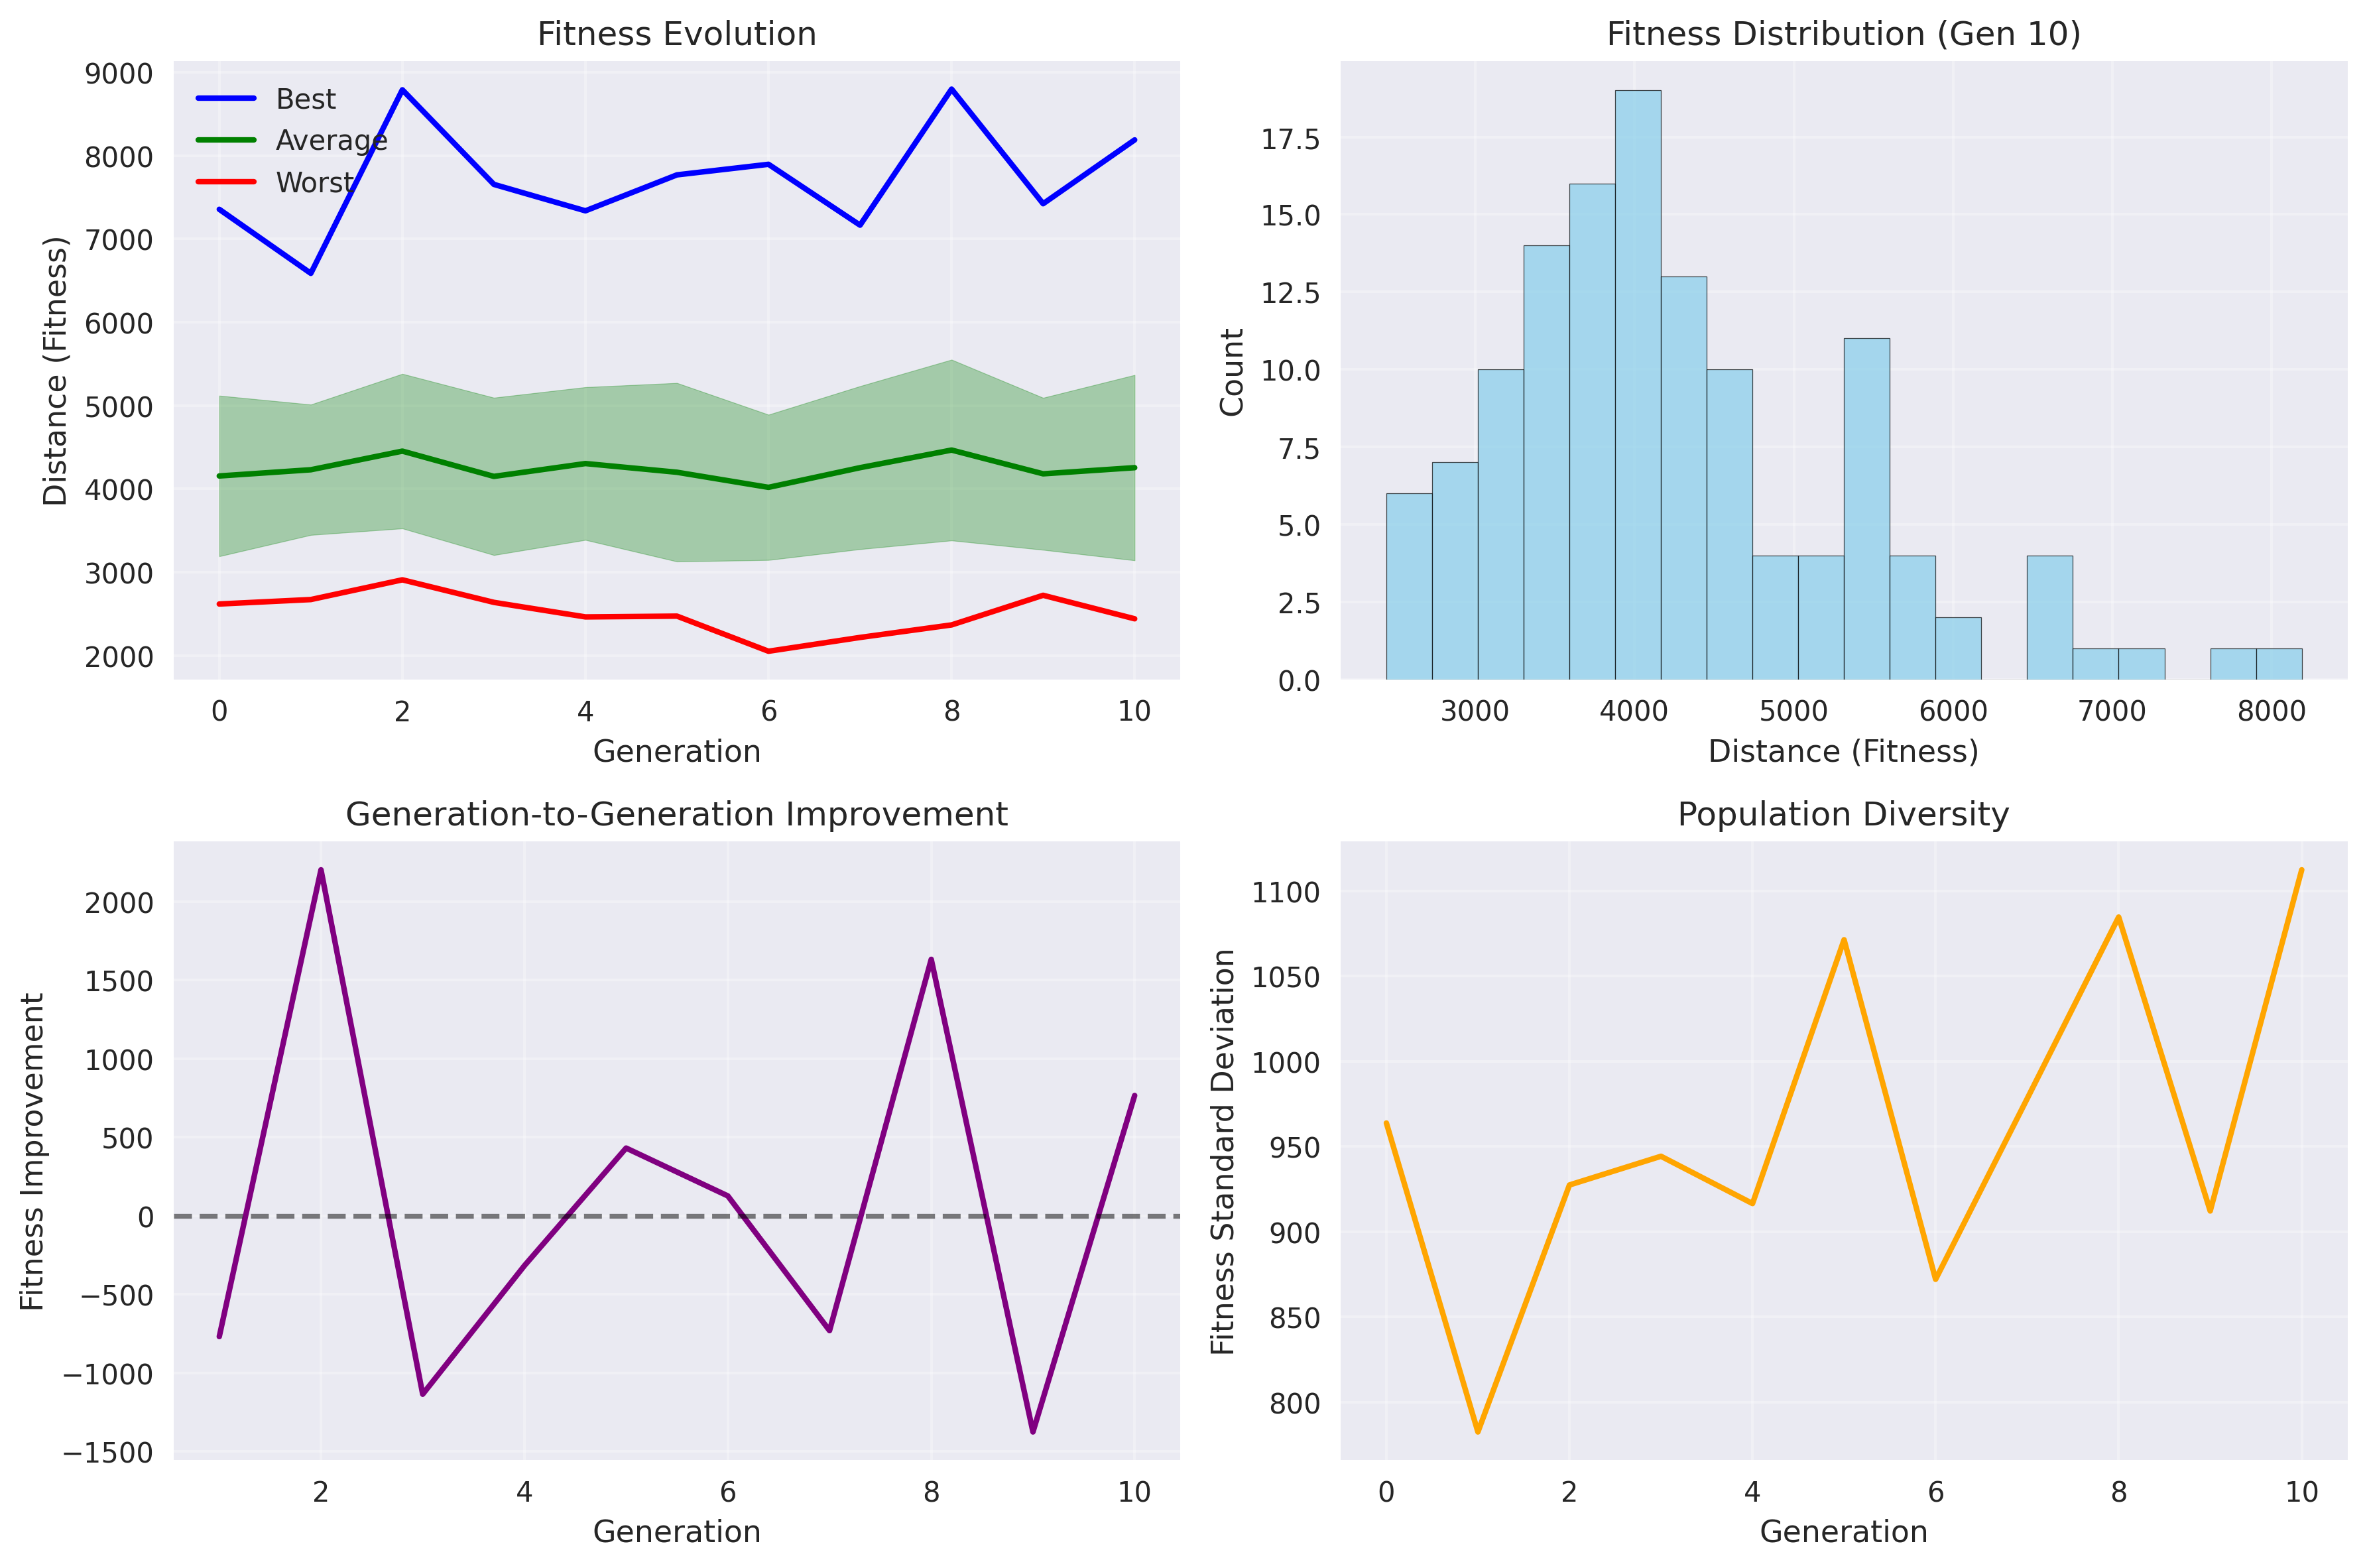 Fitness Evolution
9000
8000
7000
6000
5000
4000
3000
2000
Distance (Fitness)
Best
Average
Worst
0 2 4 6 8 10
Generation
Fitness Distribution (Gen 10)
17.5
15.0
12.5
10.0
7.5
5.0
2.5
0.0
Count
3000 4000 5000 6000 7000 8000
Distance (Fitness)
Generation-to-Generation Improvement
2000
1500
1000
500
0
−500
−1000
−1500
Fitness Improvement
2 4 6 8 10
Generation
Population Diversity
1100
1050
1000
950
900
850
800
Fitness Standard Deviation
0 2 4 6 8 10
Generation